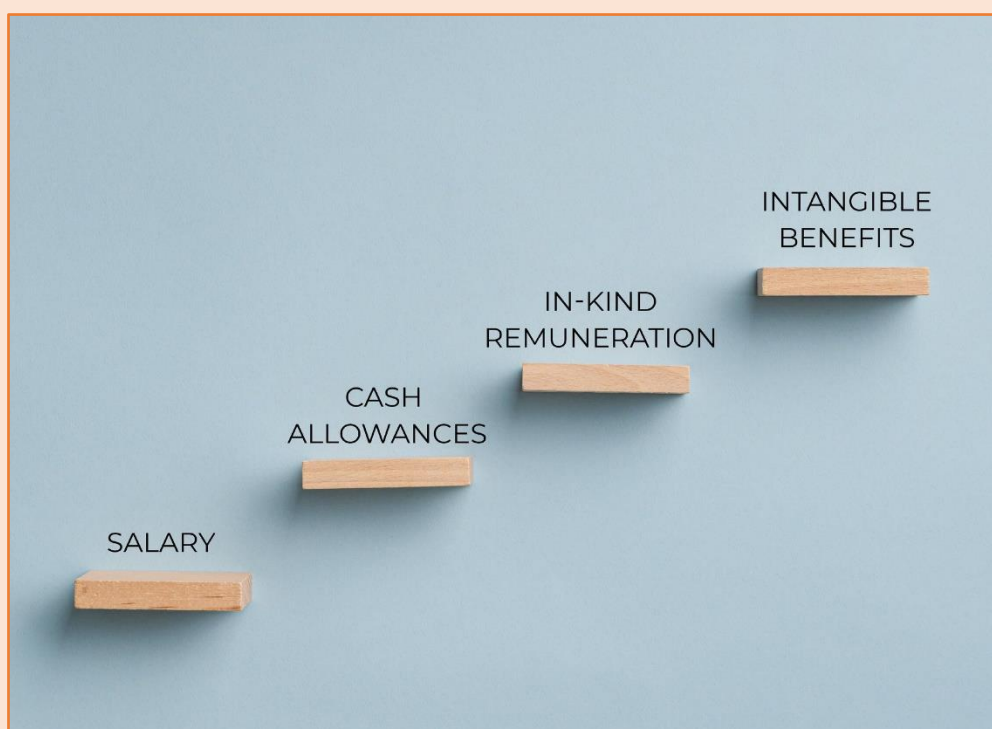 INTANGIBLE
BENEFITS
IN-KIND
REMUNERATION
CASH
ALLOWANCES
SALARY